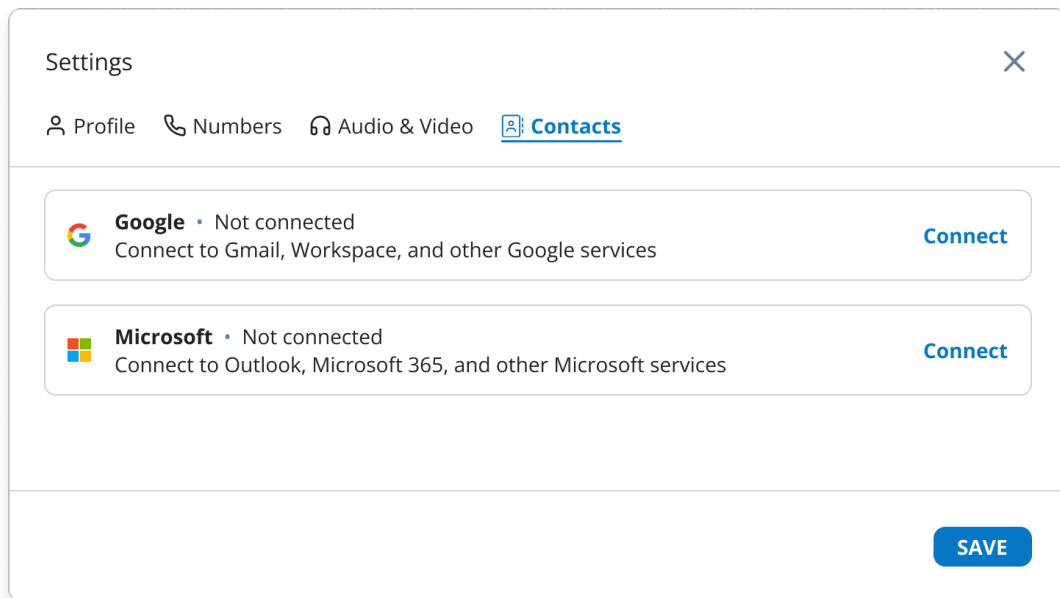 Settings
Profile Numbers Audio & Video Contacts
Google • Not connected
Connect to Gmail, Workspace, and other Google services
Connect
Microsoft • Not connected
Connect to Outlook, Microsoft 365, and other Microsoft services
Connect
SAVE